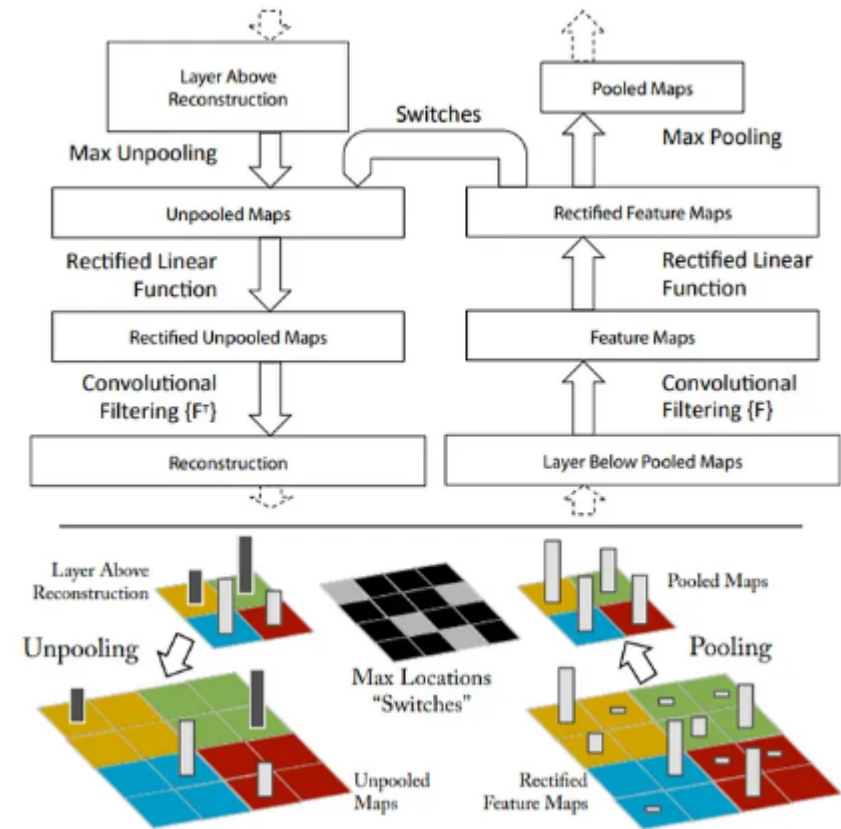 Layer Above
Reconstruction
Switches
Pooled Maps
Max Unpooling
Max Pooling
Unpooled Maps
Rectified Feature Maps
Rectified Linear
Function
Rectified Linear
Function
Rectified Unpooled Maps
Feature Maps
Convolutional
Filtering {Fᵀ}
Convolutional
Filtering {F}
Reconstruction
Layer Below Pooled Maps
Layer Above
Reconstruction
Pooled Maps
Unpooling
Max Locations
“Switches”
Pooling
Unpooled
Maps
Rectified
Feature Maps